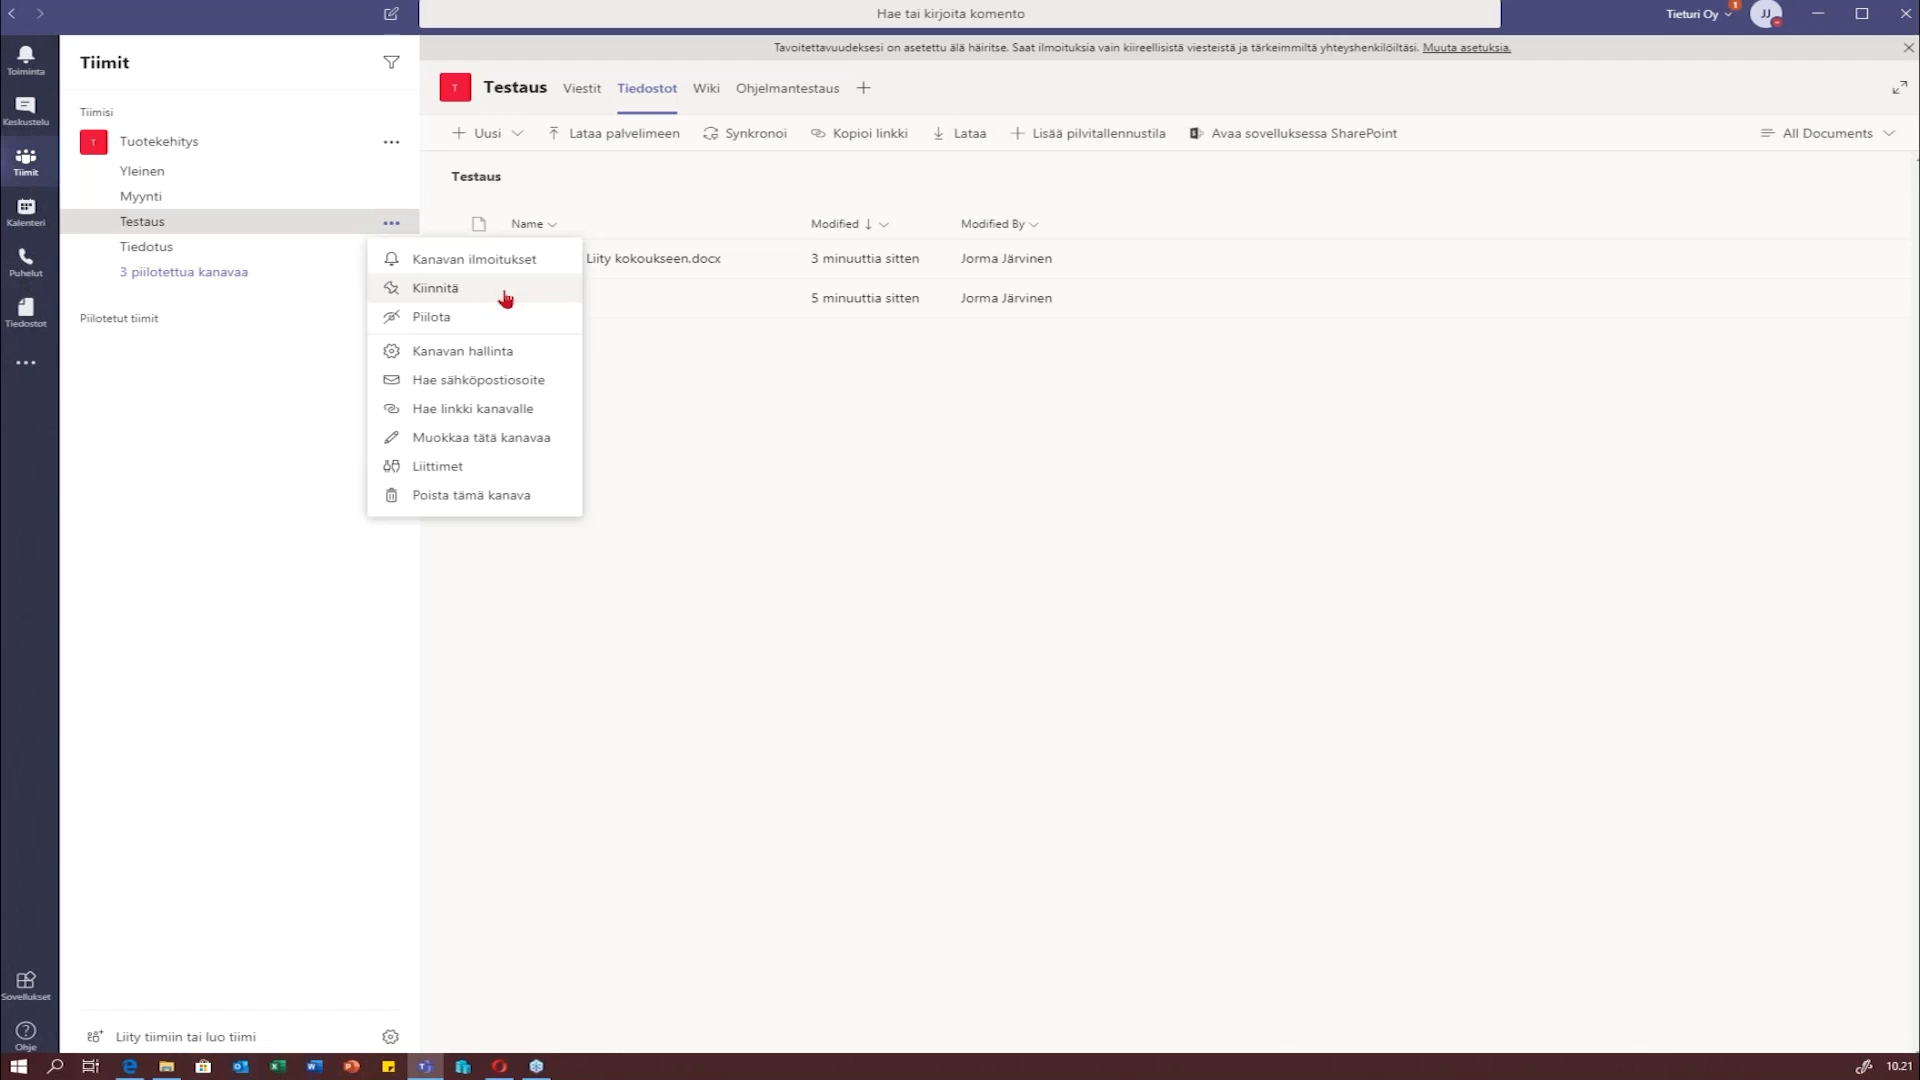 Hae tai kirjoita komento
Tieturi Oy
1
JJ
Tavoitettavuudeksesi on asetettu älä häiritse. Saat ilmoituksia vain kiireellisistä viesteistä ja tärkeimmiltä yhteyshenkilöiltäsi. Muuta asetuksia.
Toiminta
Keskustelu
Tiimit
Kalenteri
Puhelut
Tiedostot
Sovellukset
Ohje
Tiimit
Tiimisi
T
Tuotekehitys
Yleinen
Myynti
Testaus
Tiedotus
3 piilotettua kanavaa
Piilotetut tiimit
Liity tiimiin tai luo tiimi
Kanavan ilmoitukset
Kiinnitä
Piilota
Kanavan hallinta
Hae sähköpostiosoite
Hae linkki kanavalle
Muokkaa tätä kanavaa
Liittimet
Poista tämä kanava
T
Testaus Viestit Tiedostot Wiki Ohjelmantestaus
Uusi Lataa palvelimeen Synkronoi Kopioi linkki Lataa Lisää pilvitallennustila Avaa sovelluksessa SharePoint All Documents
Testaus
Name Modified Modified By
Liity kokoukseen.docx 3 minuuttia sitten Jorma Järvinen
5 minuuttia sitten Jorma Järvinen
10.21